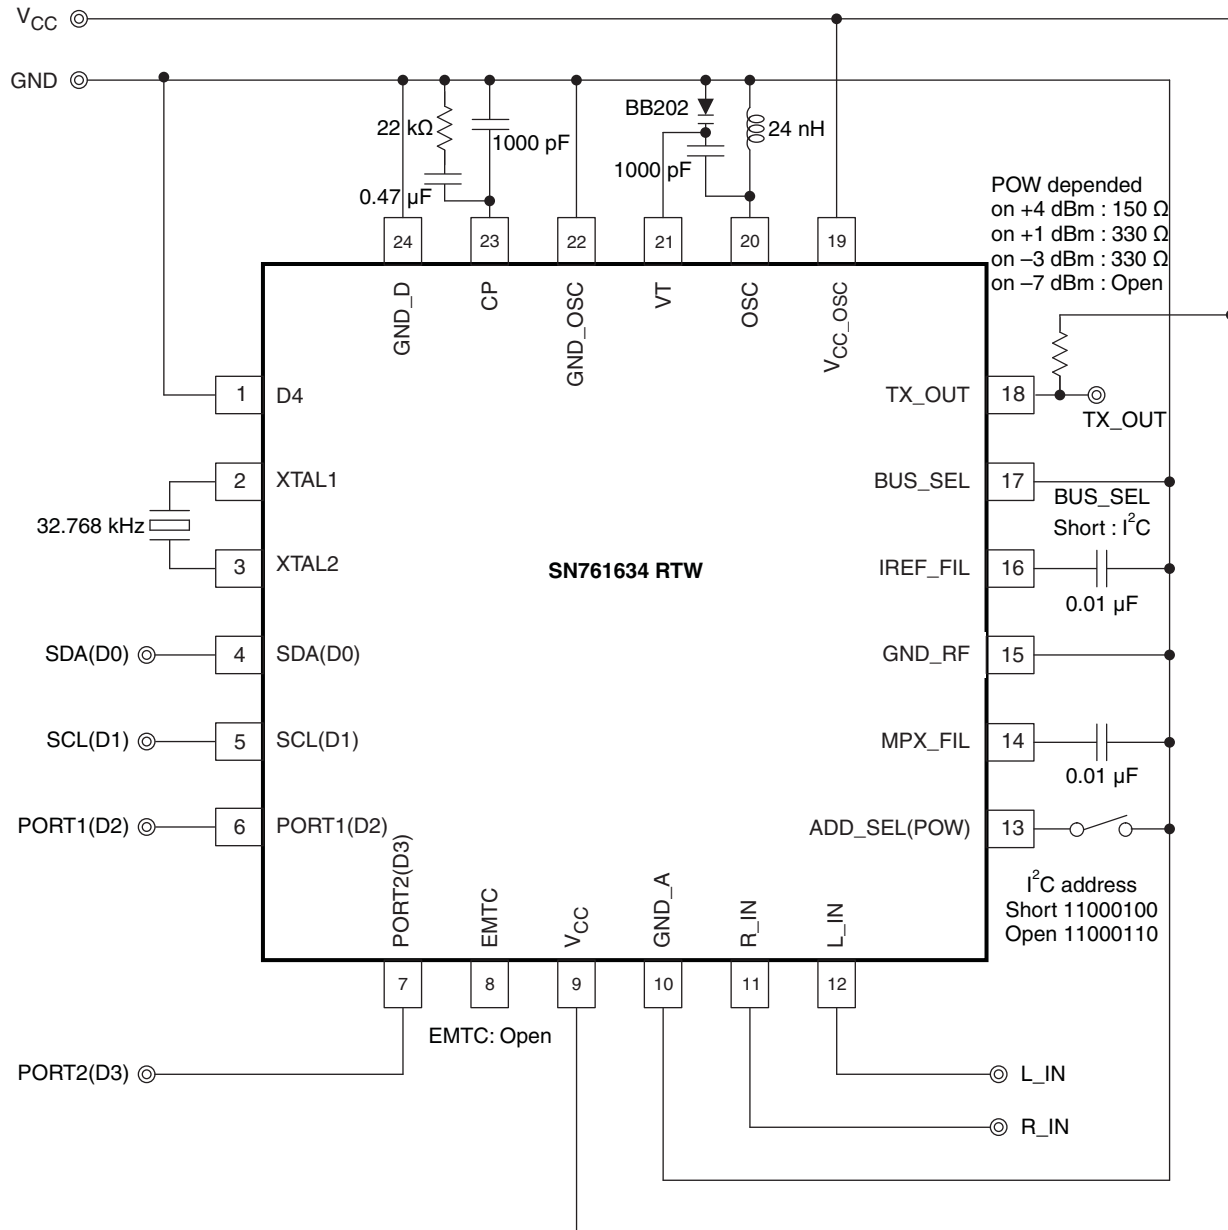 VCC
GND
BB202
22 kΩ
1000 pF
24 nH
1000 pF
0.47 µF
POW depended
on +4 dBm : 150 Ω
on +1 dBm : 330 Ω
on –3 dBm : 330 Ω
on –7 dBm : Open
24
23
22
21
20
19
GND_D
CP
GND_OSC
VT
OSC
VCC_OSC
1
D4
TX_OUT
18
TX_OUT
2
XTAL1
BUS_SEL
17
BUS_SEL
Short : I2C
32.768 kHz
3
XTAL2
SN761634 RTW
IREF_FIL
16
0.01 µF
SDA(D0)
4
SDA(D0)
GND_RF
15
SCL(D1)
5
SCL(D1)
MPX_FIL
14
0.01 µF
PORT1(D2)
6
PORT1(D2)
ADD_SEL(POW)
13
I2C address
Short 11000100
Open 11000110
PORT2(D3)
EMTC
VCC
GND_A
R_IN
L_IN
7
8
9
10
11
12
EMTC: Open
PORT2(D3)
L_IN
R_IN